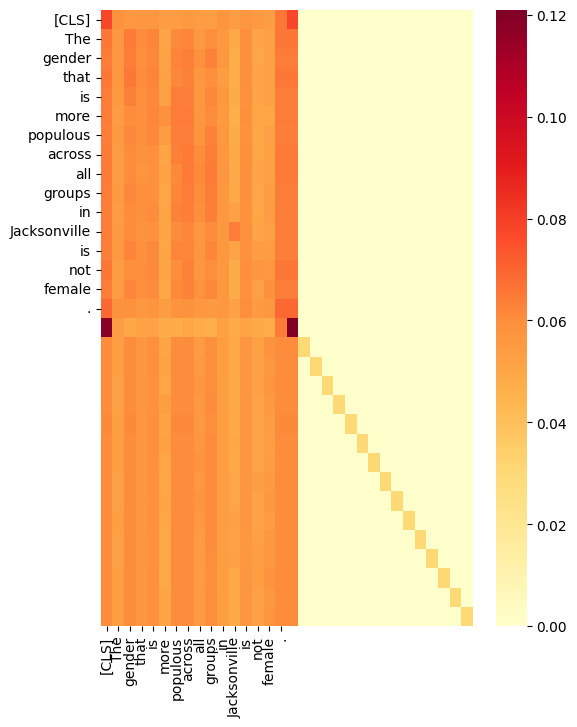 [CLS]
The
gender
that
is
more
populous
across
all
groups
in
Jacksonville
is
not
female
.
0.12
0.10
0.08
0.06
0.04
0.02
0.00
[CLS]
The
gender
that
is
more
populous
across
all
groups
in
Jacksonville
is
not
female
.